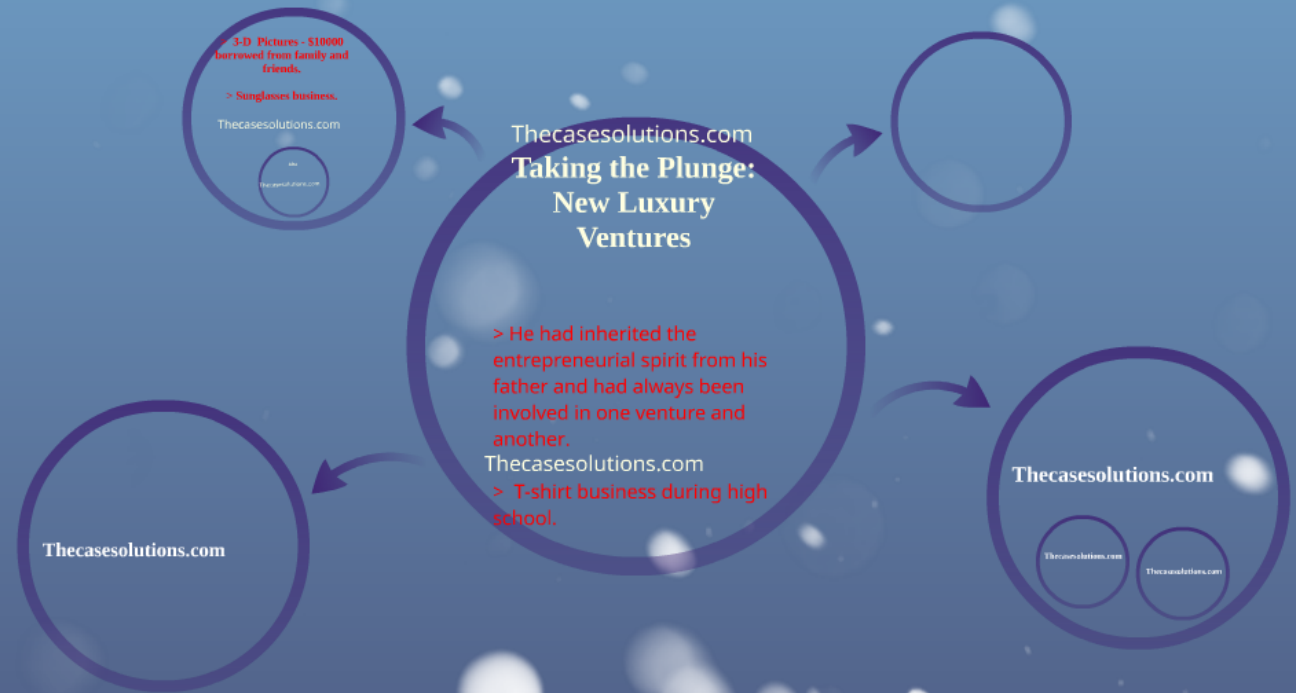 3-D Pictures - $10000
borrowed from family and
friends.
> Sunglasses business.
Thecasesolutions.com
Thecasesolutions.com
Thecasesolutions.com
Taking the Plunge:
New Luxury
Ventures
> He had inherited the
entrepreneurial spirit from his
father and had always been
involved in one venture and
another.
Thecasesolutions.com
> T-shirt business during high
school.
Thecasesolutions.com
Thecasesolutions.com
Thecasesolutions.com
Thecasesolutions.com